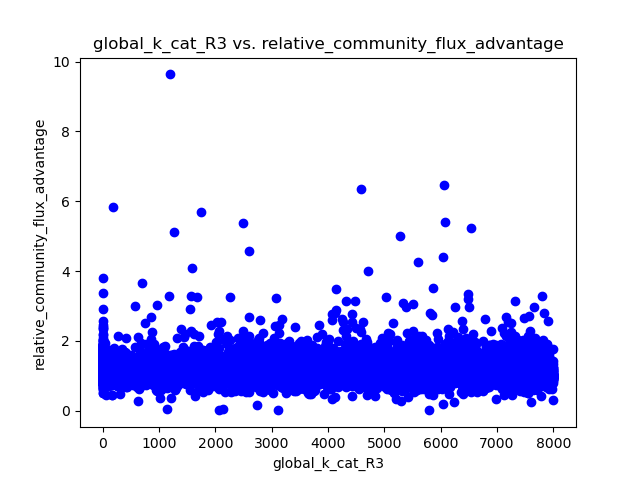 global_k_cat_R3 vs. relative_community_flux_advantage
10
8
6
4
2
0
relative_community_flux_advantage
0 1000 2000 3000 4000 5000 6000 7000 8000
global_k_cat_R3